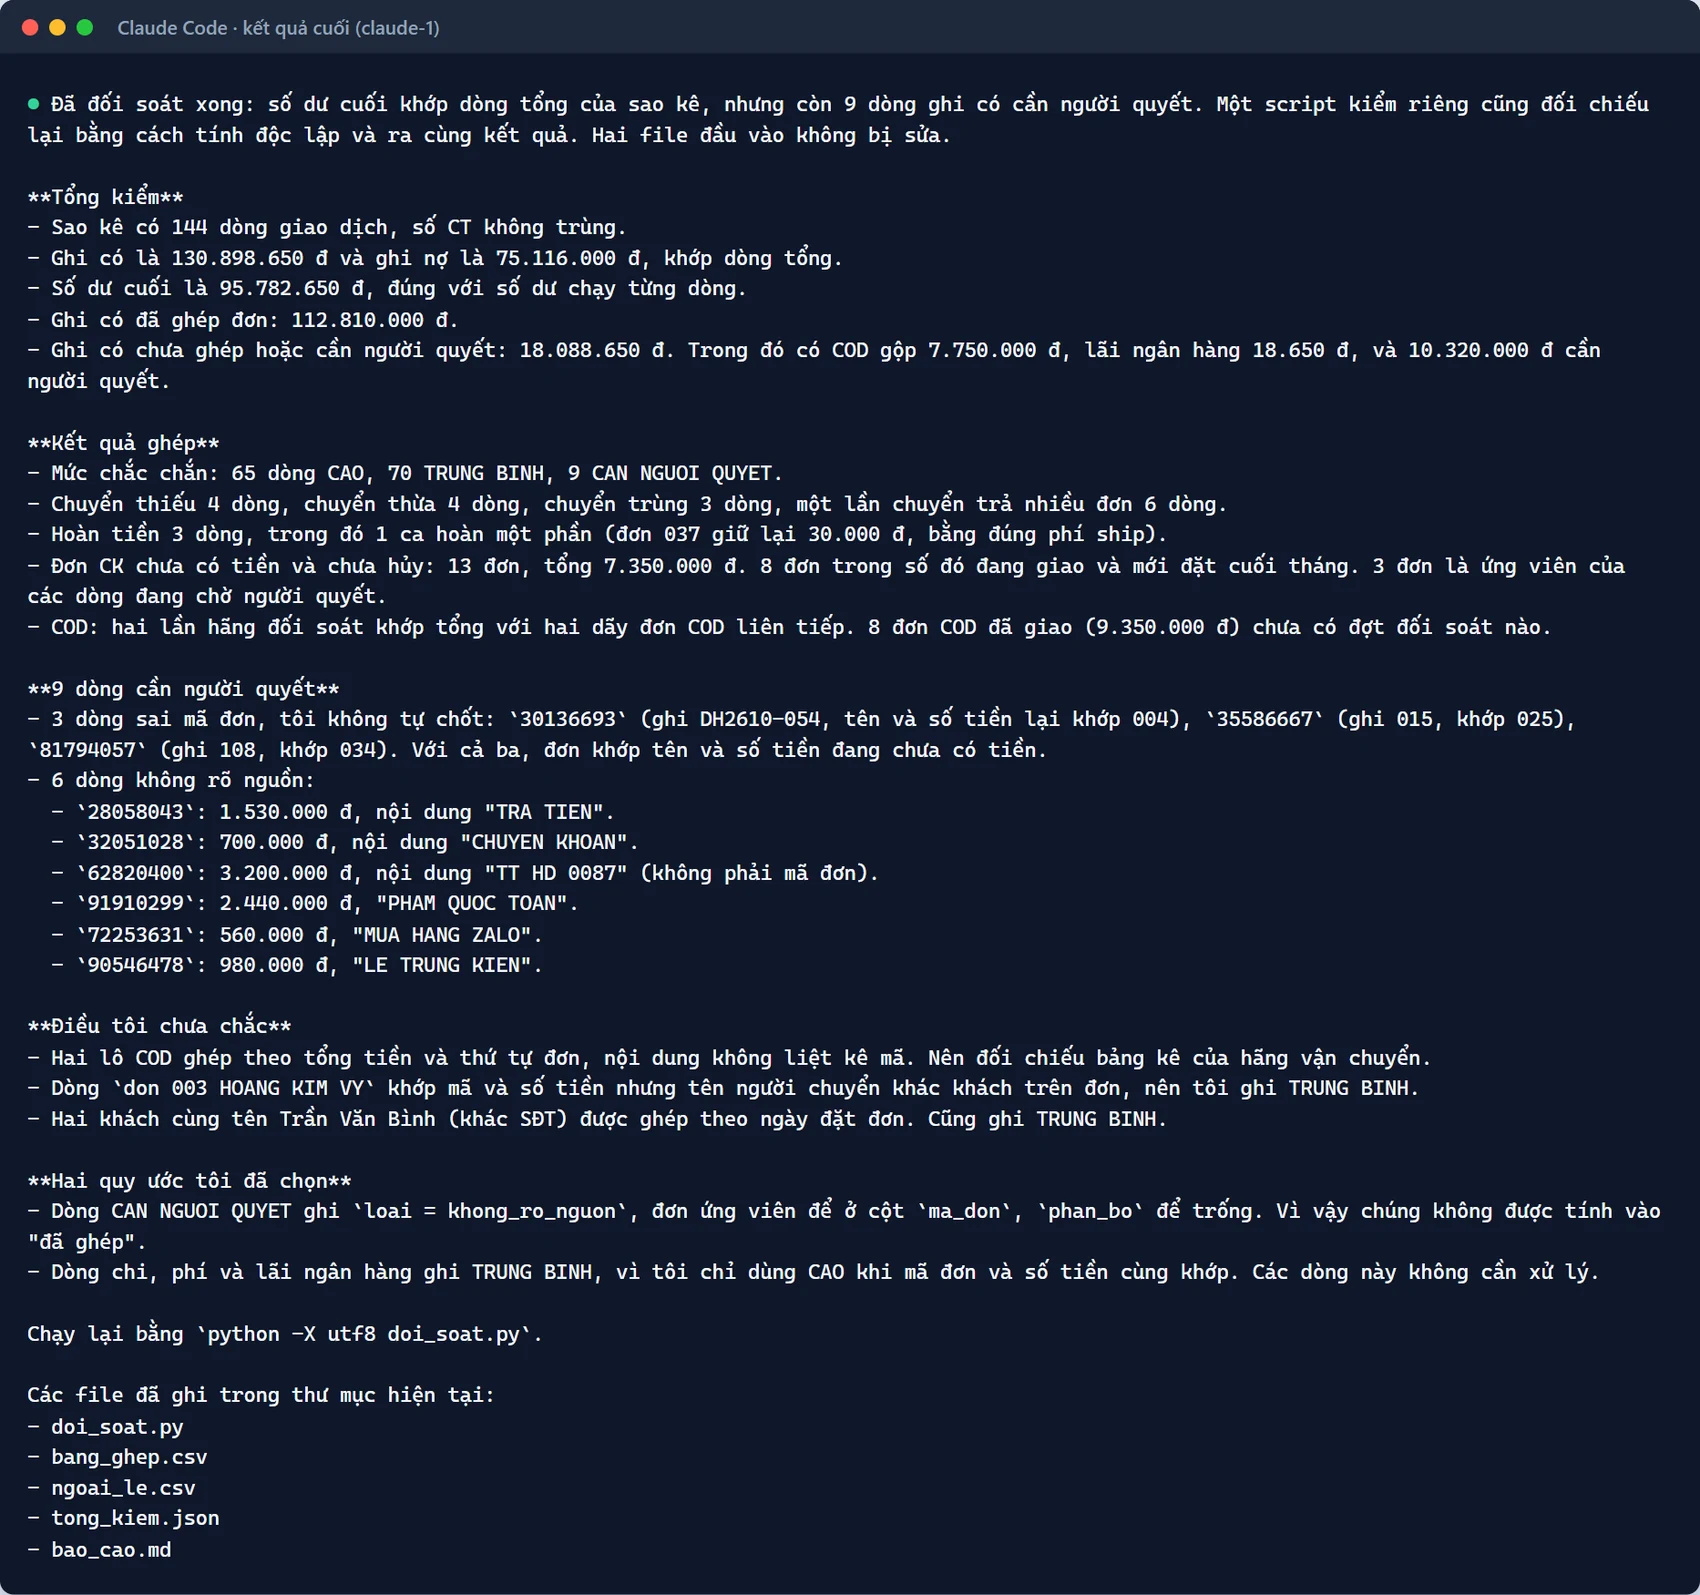 Claude Code · kết quả cuối (claude-1)
● Đã đối soát xong: số dư cuối khớp dòng tổng của sao kê, nhưng còn 9 dòng ghi có cần người quyết. Một script kiểm riêng cũng đối chiếu
lại bằng cách tính độc lập và ra cùng kết quả. Hai file đầu vào không bị sửa.
**Tổng kiểm**
- Sao kê có 144 dòng giao dịch, số CT không trùng.
- Ghi có là 130.898.650 đ và ghi nợ là 75.116.000 đ, khớp dòng tổng.
- Số dư cuối là 95.782.650 đ, đúng với số dư chạy từng dòng.
- Ghi có đã ghép đơn: 112.810.000 đ.
- Ghi có chưa ghép hoặc cần người quyết: 18.088.650 đ. Trong đó có COD gộp 7.750.000 đ, lãi ngân hàng 18.650 đ, và 10.320.000 đ cần
người quyết.
**Kết quả ghép**
- Mức chắc chắn: 65 dòng CAO, 70 TRUNG BINH, 9 CAN NGUOI QUYET.
- Chuyển thiếu 4 dòng, chuyển thừa 4 dòng, chuyển trùng 3 dòng, một lần chuyển trả nhiều đơn 6 dòng.
- Hoàn tiền 3 dòng, trong đó 1 ca hoàn một phần (đơn 037 giữ lại 30.000 đ, bằng đúng phí ship).
- Đơn CK chưa có tiền và chưa hủy: 13 đơn, tổng 7.350.000 đ. 8 đơn trong số đó đang giao và mới đặt cuối tháng. 3 đơn là ứng viên của
các dòng đang chờ người quyết.
- COD: hai lần hãng đối soát khớp tổng với hai dãy đơn COD liên tiếp. 8 đơn COD đã giao (9.350.000 đ) chưa có đợt đối soát nào.
**9 dòng cần người quyết**
- 3 dòng sai mã đơn, tôi không tự chốt: `30136693` (ghi DH2610-054, tên và số tiền lại khớp 004), `35586667` (ghi 015, khớp 025),
`81794057` (ghi 108, khớp 034). Với cả ba, đơn khớp tên và số tiền đang chưa có tiền.
- 6 dòng không rõ nguồn:
- `28058043`: 1.530.000 đ, nội dung "TRA TIEN".
- `32051028`: 700.000 đ, nội dung "CHUYEN KHOAN".
- `62820400`: 3.200.000 đ, nội dung "TT HD 0087" (không phải mã đơn).
- `91910299`: 2.440.000 đ, "PHAM QUOC TOAN".
- `72253631`: 560.000 đ, "MUA HANG ZALO".
- `90546478`: 980.000 đ, "LE TRUNG KIEN".
**Điều tôi chưa chắc**
- Hai lô COD ghép theo tổng tiền và thứ tự đơn, nội dung không liệt kê mã. Nên đối chiếu bảng kê của hãng vận chuyển.
- Dòng `don 003 HOANG KIM VY` khớp mã và số tiền nhưng tên người chuyển khác khách trên đơn, nên tôi ghi TRUNG BINH.
- Hai khách cùng tên Trần Văn Bình (khác SĐT) được ghép theo ngày đặt đơn. Cũng ghi TRUNG BINH.
**Hai quy ước tôi đã chọn**
- Dòng CAN NGUOI QUYET ghi `loai = khong_ro_nguon`, đơn ứng viên để ở cột `ma_don`, `phan_bo` để trống. Vì vậy chúng không được tính vào
"đã ghép".
- Dòng chi, phí và lãi ngân hàng ghi TRUNG BINH, vì tôi chỉ dùng CAO khi mã đơn và số tiền cùng khớp. Các dòng này không cần xử lý.
Chạy lại bằng `python -X utf8 doi_soat.py`.
Các file đã ghi trong thư mục hiện tại:
- doi_soat.py
- bang_ghep.csv
- ngoai_le.csv
- tong_kiem.json
- bao_cao.md